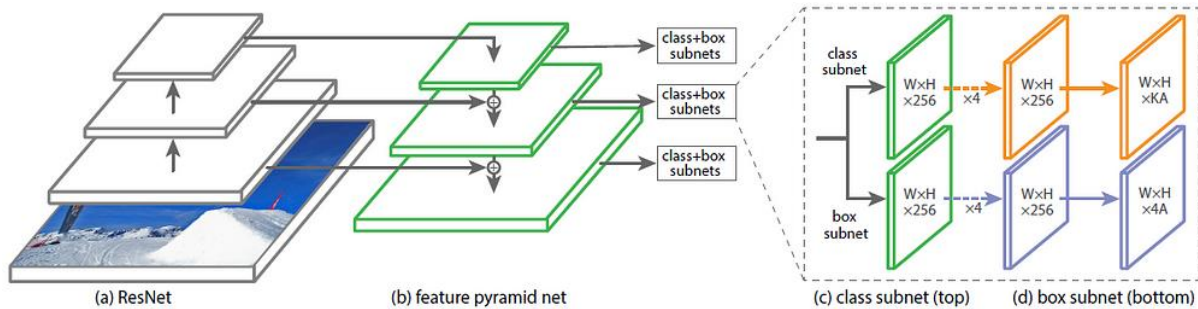 class+box
subnets
class+box
subnets
class+box
subnets
class
subnet
W×H
×256
×4
W×H
×256
W×H
×KA
W×H
×256
×4
W×H
×256
W×H
×4A
box
subnet
(a) ResNet
(b) feature pyramid net
(c) class subnet (top)
(d) box subnet (bottom)